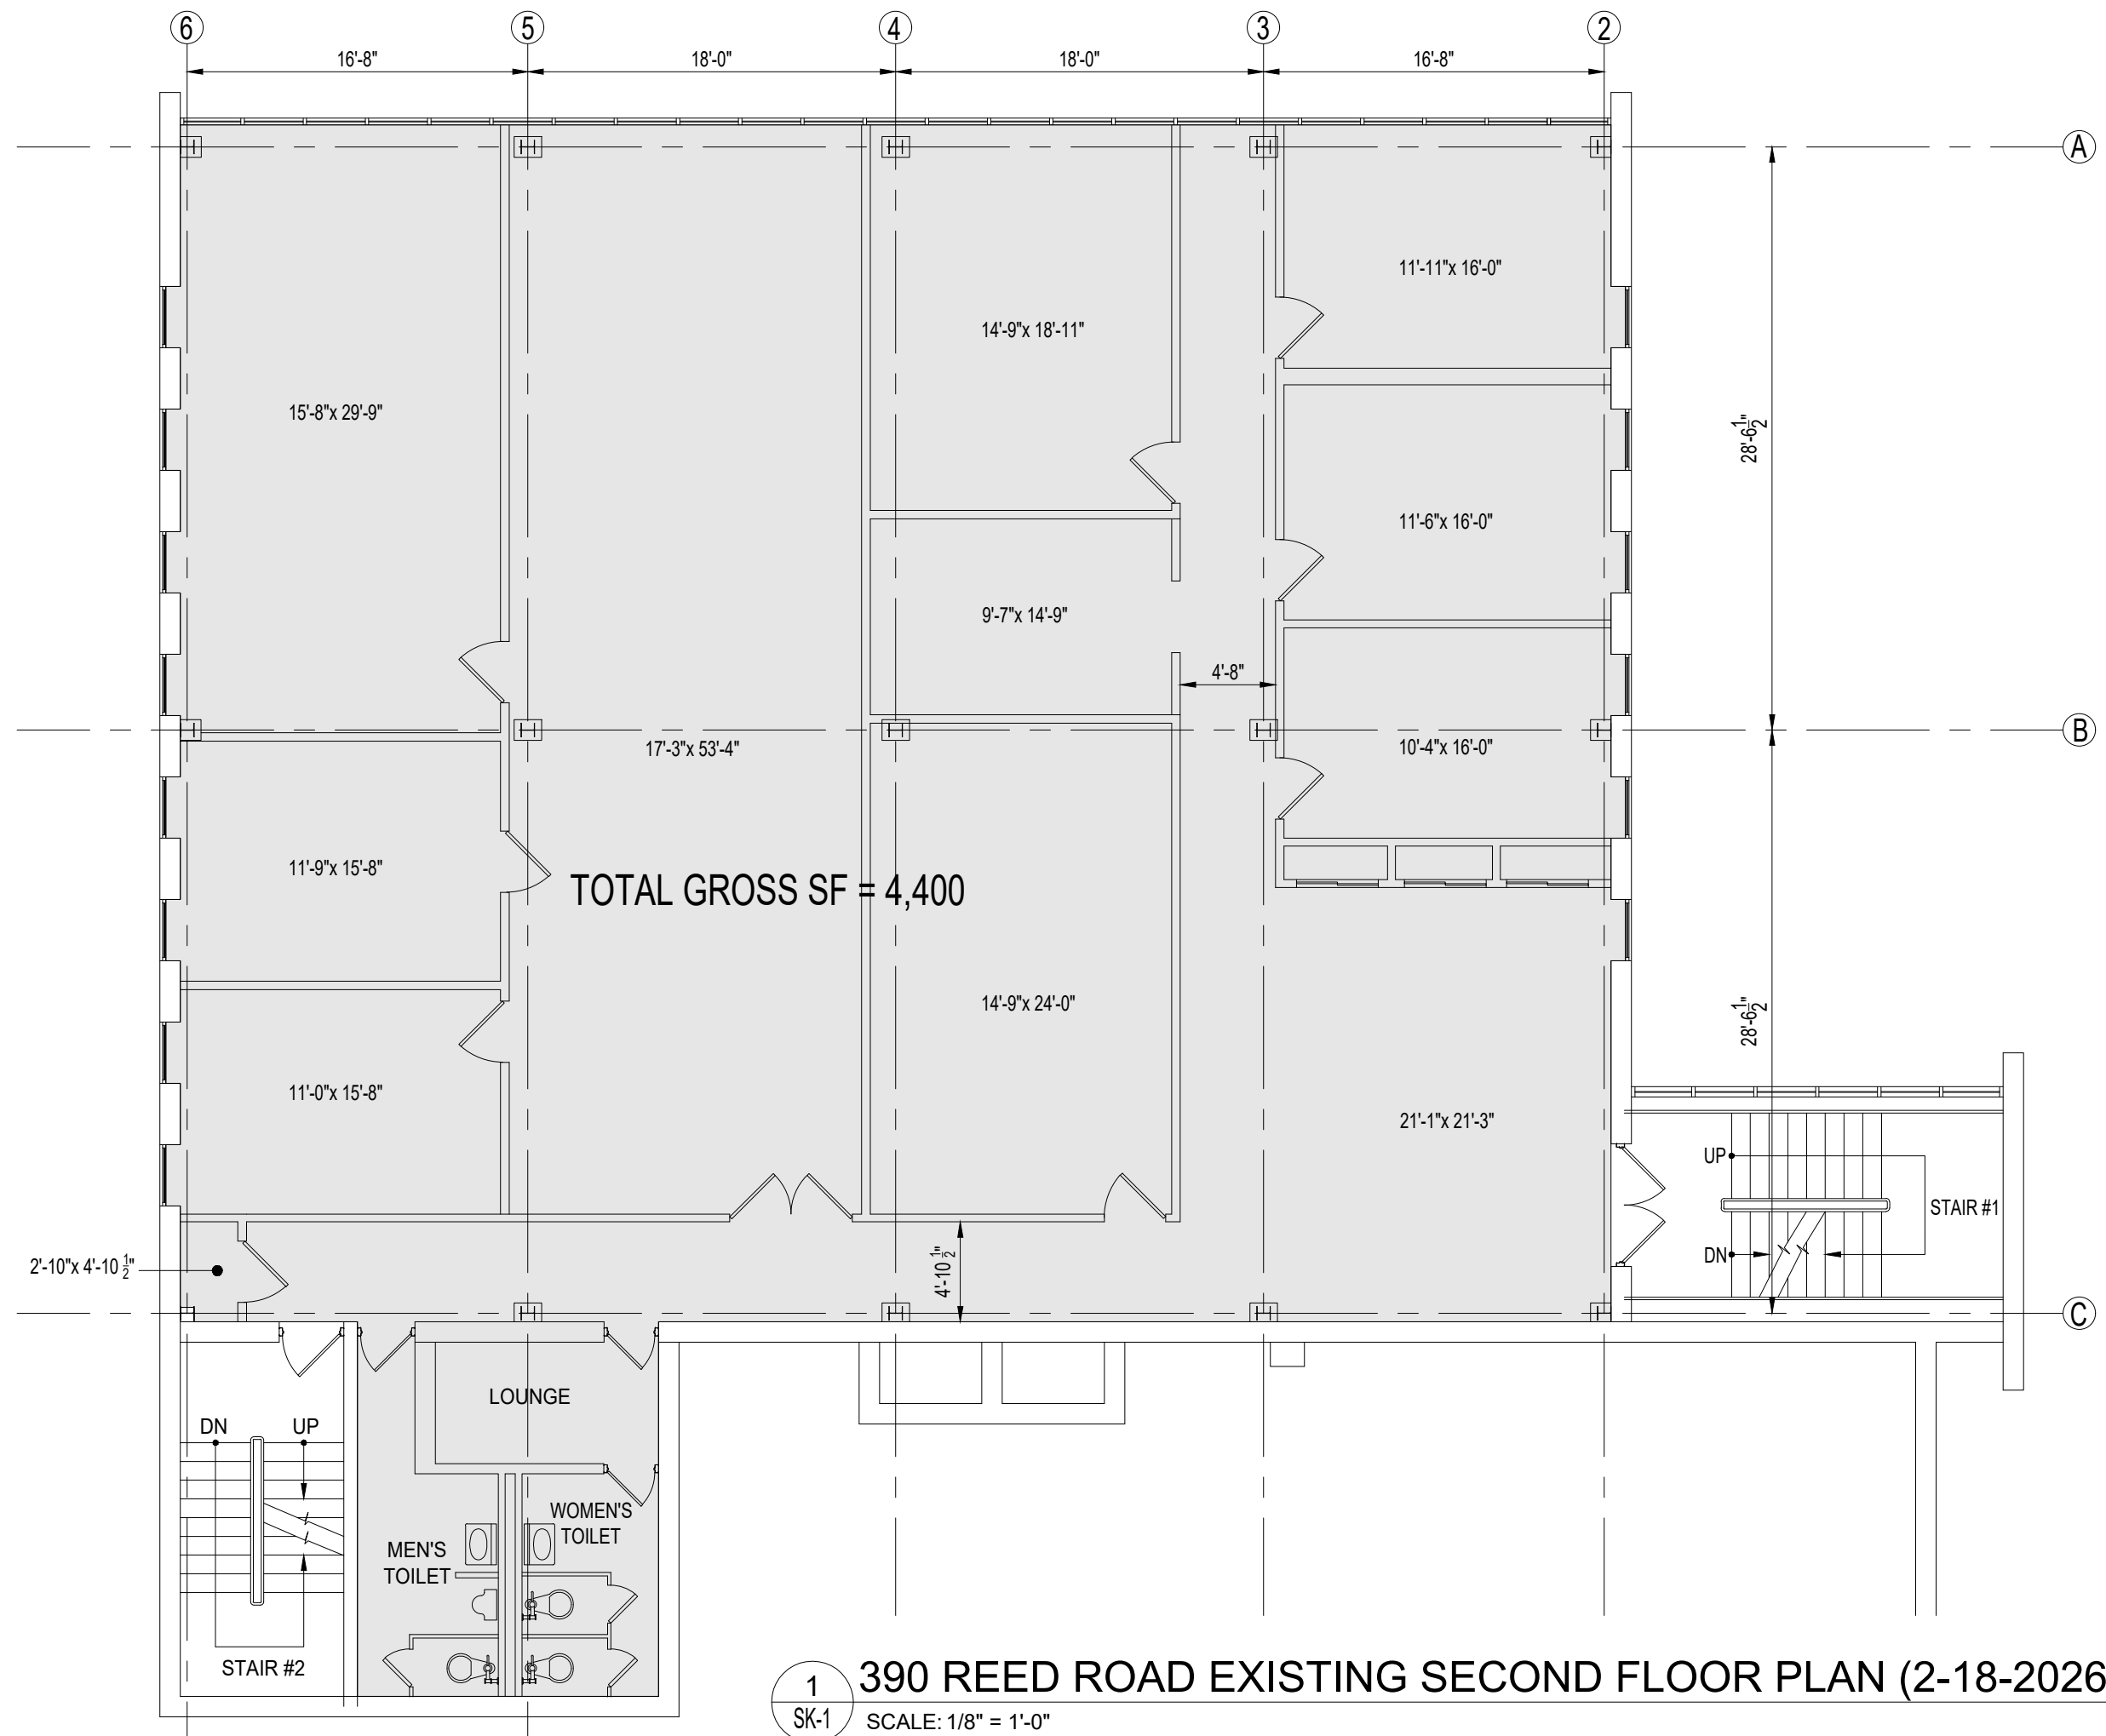 6 5 4 3 2
16'-8" 18'-0" 18'-0" 16'-8"
A
11'-11"x 16'-0"
14'-9"x 18'-11"
15'-8"x 29'-9"
28'-6 1/2"
11'-6"x 16'-0"
9'-7"x 14'-9"
4'-8"
B
17'-3"x 53'-4"
10'-4"x 16'-0"
11'-9"x 15'-8"
TOTAL GROSS SF = 4,400
14'-9"x 24'-0"
28'-6 1/2"
11'-0"x 15'-8"
21'-1"x 21'-3"
UP
STAIR #1
DN
2'-10"x 4'-10 1/2"
4'-10 1/2"
C
LOUNGE
DN UP
WOMEN'S
TOILET
MEN'S
TOILET
STAIR #2
1
SK-1
390 REED ROAD EXISTING SECOND FLOOR PLAN (2-18-2026
SCALE: 1/8" = 1'-0"